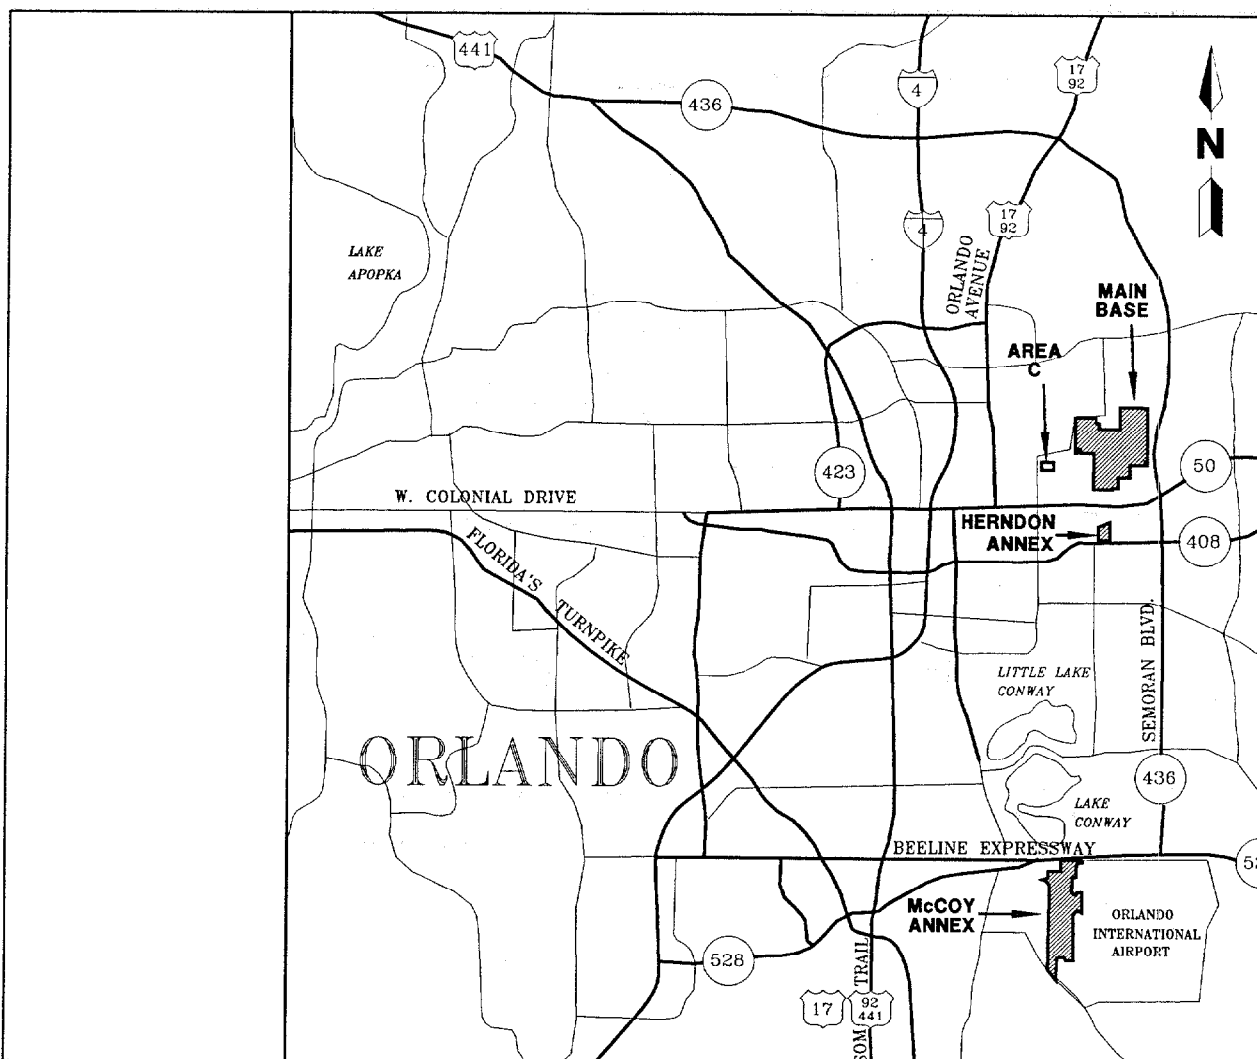 441
436
4
17
92
N
4
17
92
ORLANDO
AVENUE
LAKE
APOPKA
MAIN
BASE
AREA
C
423
50
W. COLONIAL DRIVE
HERNDON
ANNEX
408
FLORIDA'S TURNPIKE
SEMORAN BLVD.
LITTLE LAKE
CONWAY
ORLANDO
436
LAKE
CONWAY
BEELINE EXPRESSWAY
McCOY
ANNEX
ORLANDO
INTERNATIONAL
AIRPORT
528
TRAIL
17
92
441